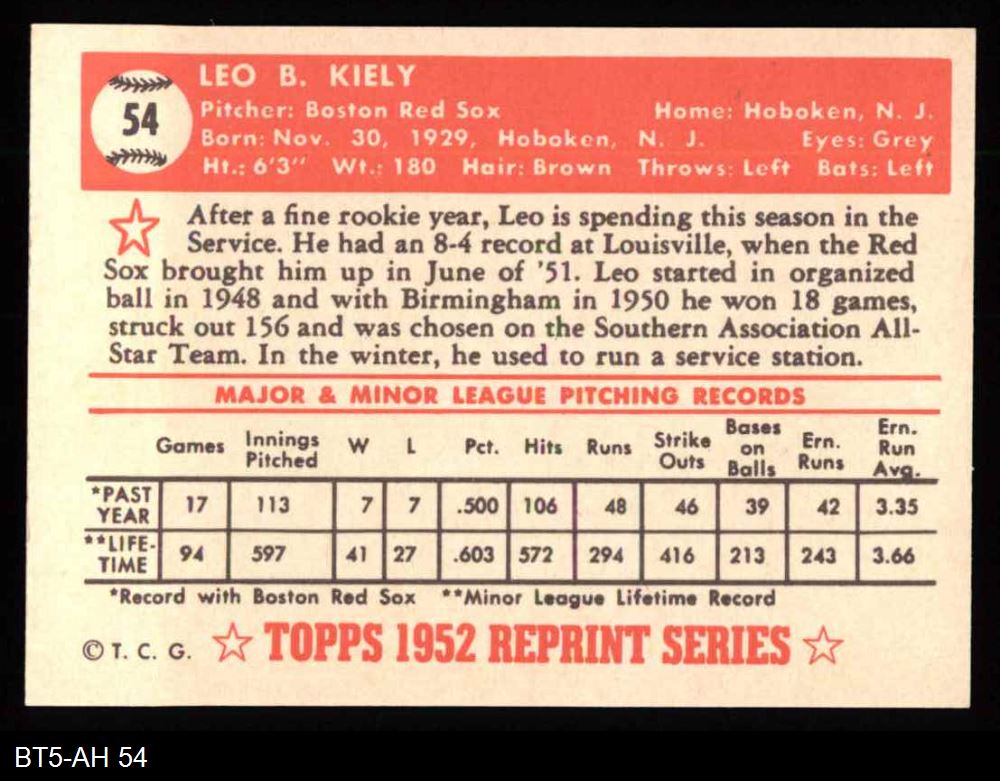 LEO B. KIELY
54
Pitcher: Boston Red Sox Home: Hoboken, N. J.
Born: Nov. 30, 1929, Hoboken, N. J. Eyes: Grey
Ht.: 6'3" Wt.: 180 Hair: Brown Throws: Left Bats: Left
After a fine rookie year, Leo is spending this season in the
Service. He had an 8-4 record at Louisville, when the Red
Sox brought him up in June of '51. Leo started in organized
ball in 1948 and with Birmingham in 1950 he won 18 games,
struck out 156 and was chosen on the Southern Association All-
Star Team. In the winter, he used to run a service station.
MAJOR & MINOR LEAGUE PITCHING RECORDS
Games Innings Pitched W L Pct. Hits Runs Strike Outs Bases on Balls Ern. Runs Ern. Run Avg.
*PAST YEAR 17 113 7 7 .500 106 48 46 39 42 3.35
**LIFE-TIME 94 597 41 27 .603 572 294 416 213 243 3.66
*Record with Boston Red Sox **Minor League Lifetime Record
© T. C. G. TOPPS 1952 REPRINT SERIES
BT5-AH 54